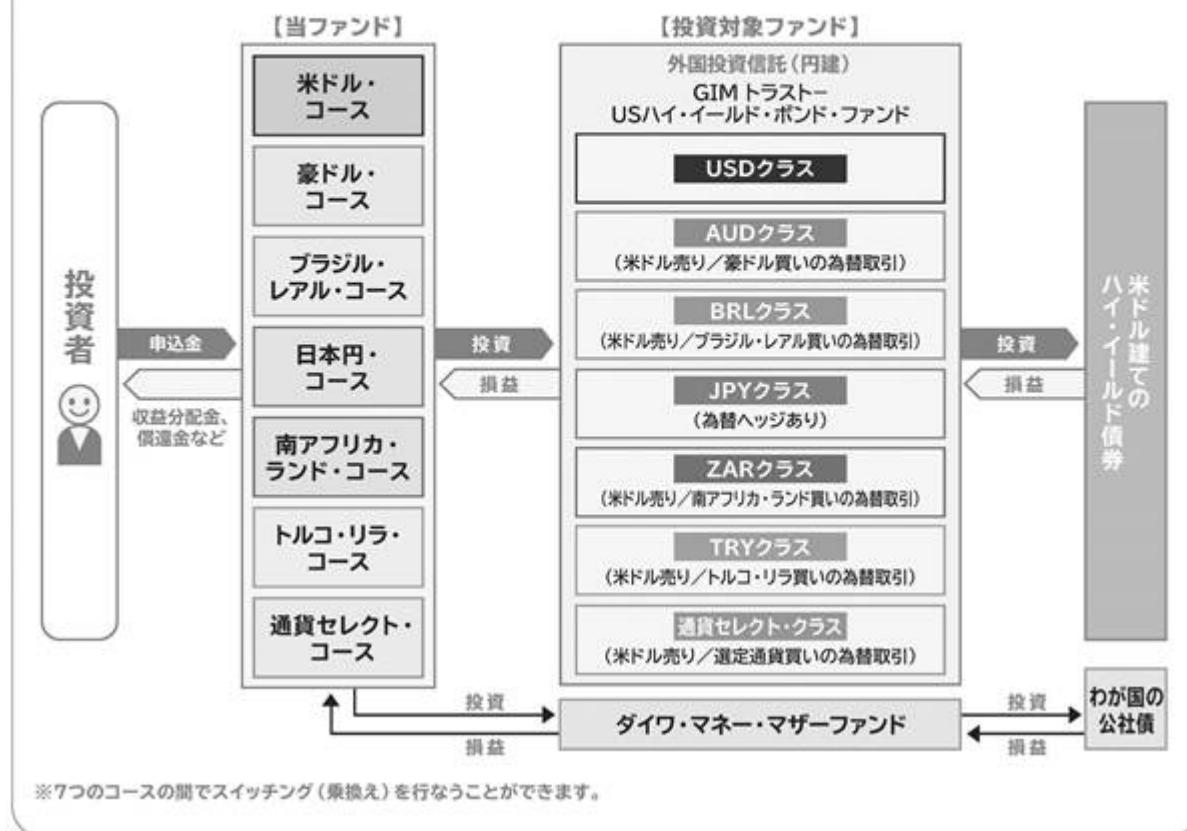 【当ファンド】
【投資対象ファンド】
投資者
申込金
収益分配金、
償還金など
米ドル・
コース
豪ドル・
コース
ブラジル・
レアル・コース
日本円・
コース
南アフリカ・
ランド・コース
トルコ・リラ・
コース
通貨セレクト・
コース
投資
損益
外国投資信託(円建)
GIM トラスト－
USハイ・イールド・ボンド・ファンド
USDクラス
AUDクラス
(米ドル売り/豪ドル買いの為替取引)
BRLクラス
(米ドル売り/ブラジル・レアル買いの為替取引)
JPYクラス
(為替ヘッジあり)
ZARクラス
(米ドル売り/南アフリカ・ランド買いの為替取引)
TRYクラス
(米ドル売り/トルコ・リラ買いの為替取引)
通貨セレクト・クラス
(米ドル売り/選定通貨買いの為替取引)
投資
損益
米ドル建ての
ハイ・イールド債券
投資
損益
ダイワ・マネー・マザーファンド
投資
損益
わが国の
公社債
※7つのコースの間でスイッチング(乗換え)を行なうことができます。